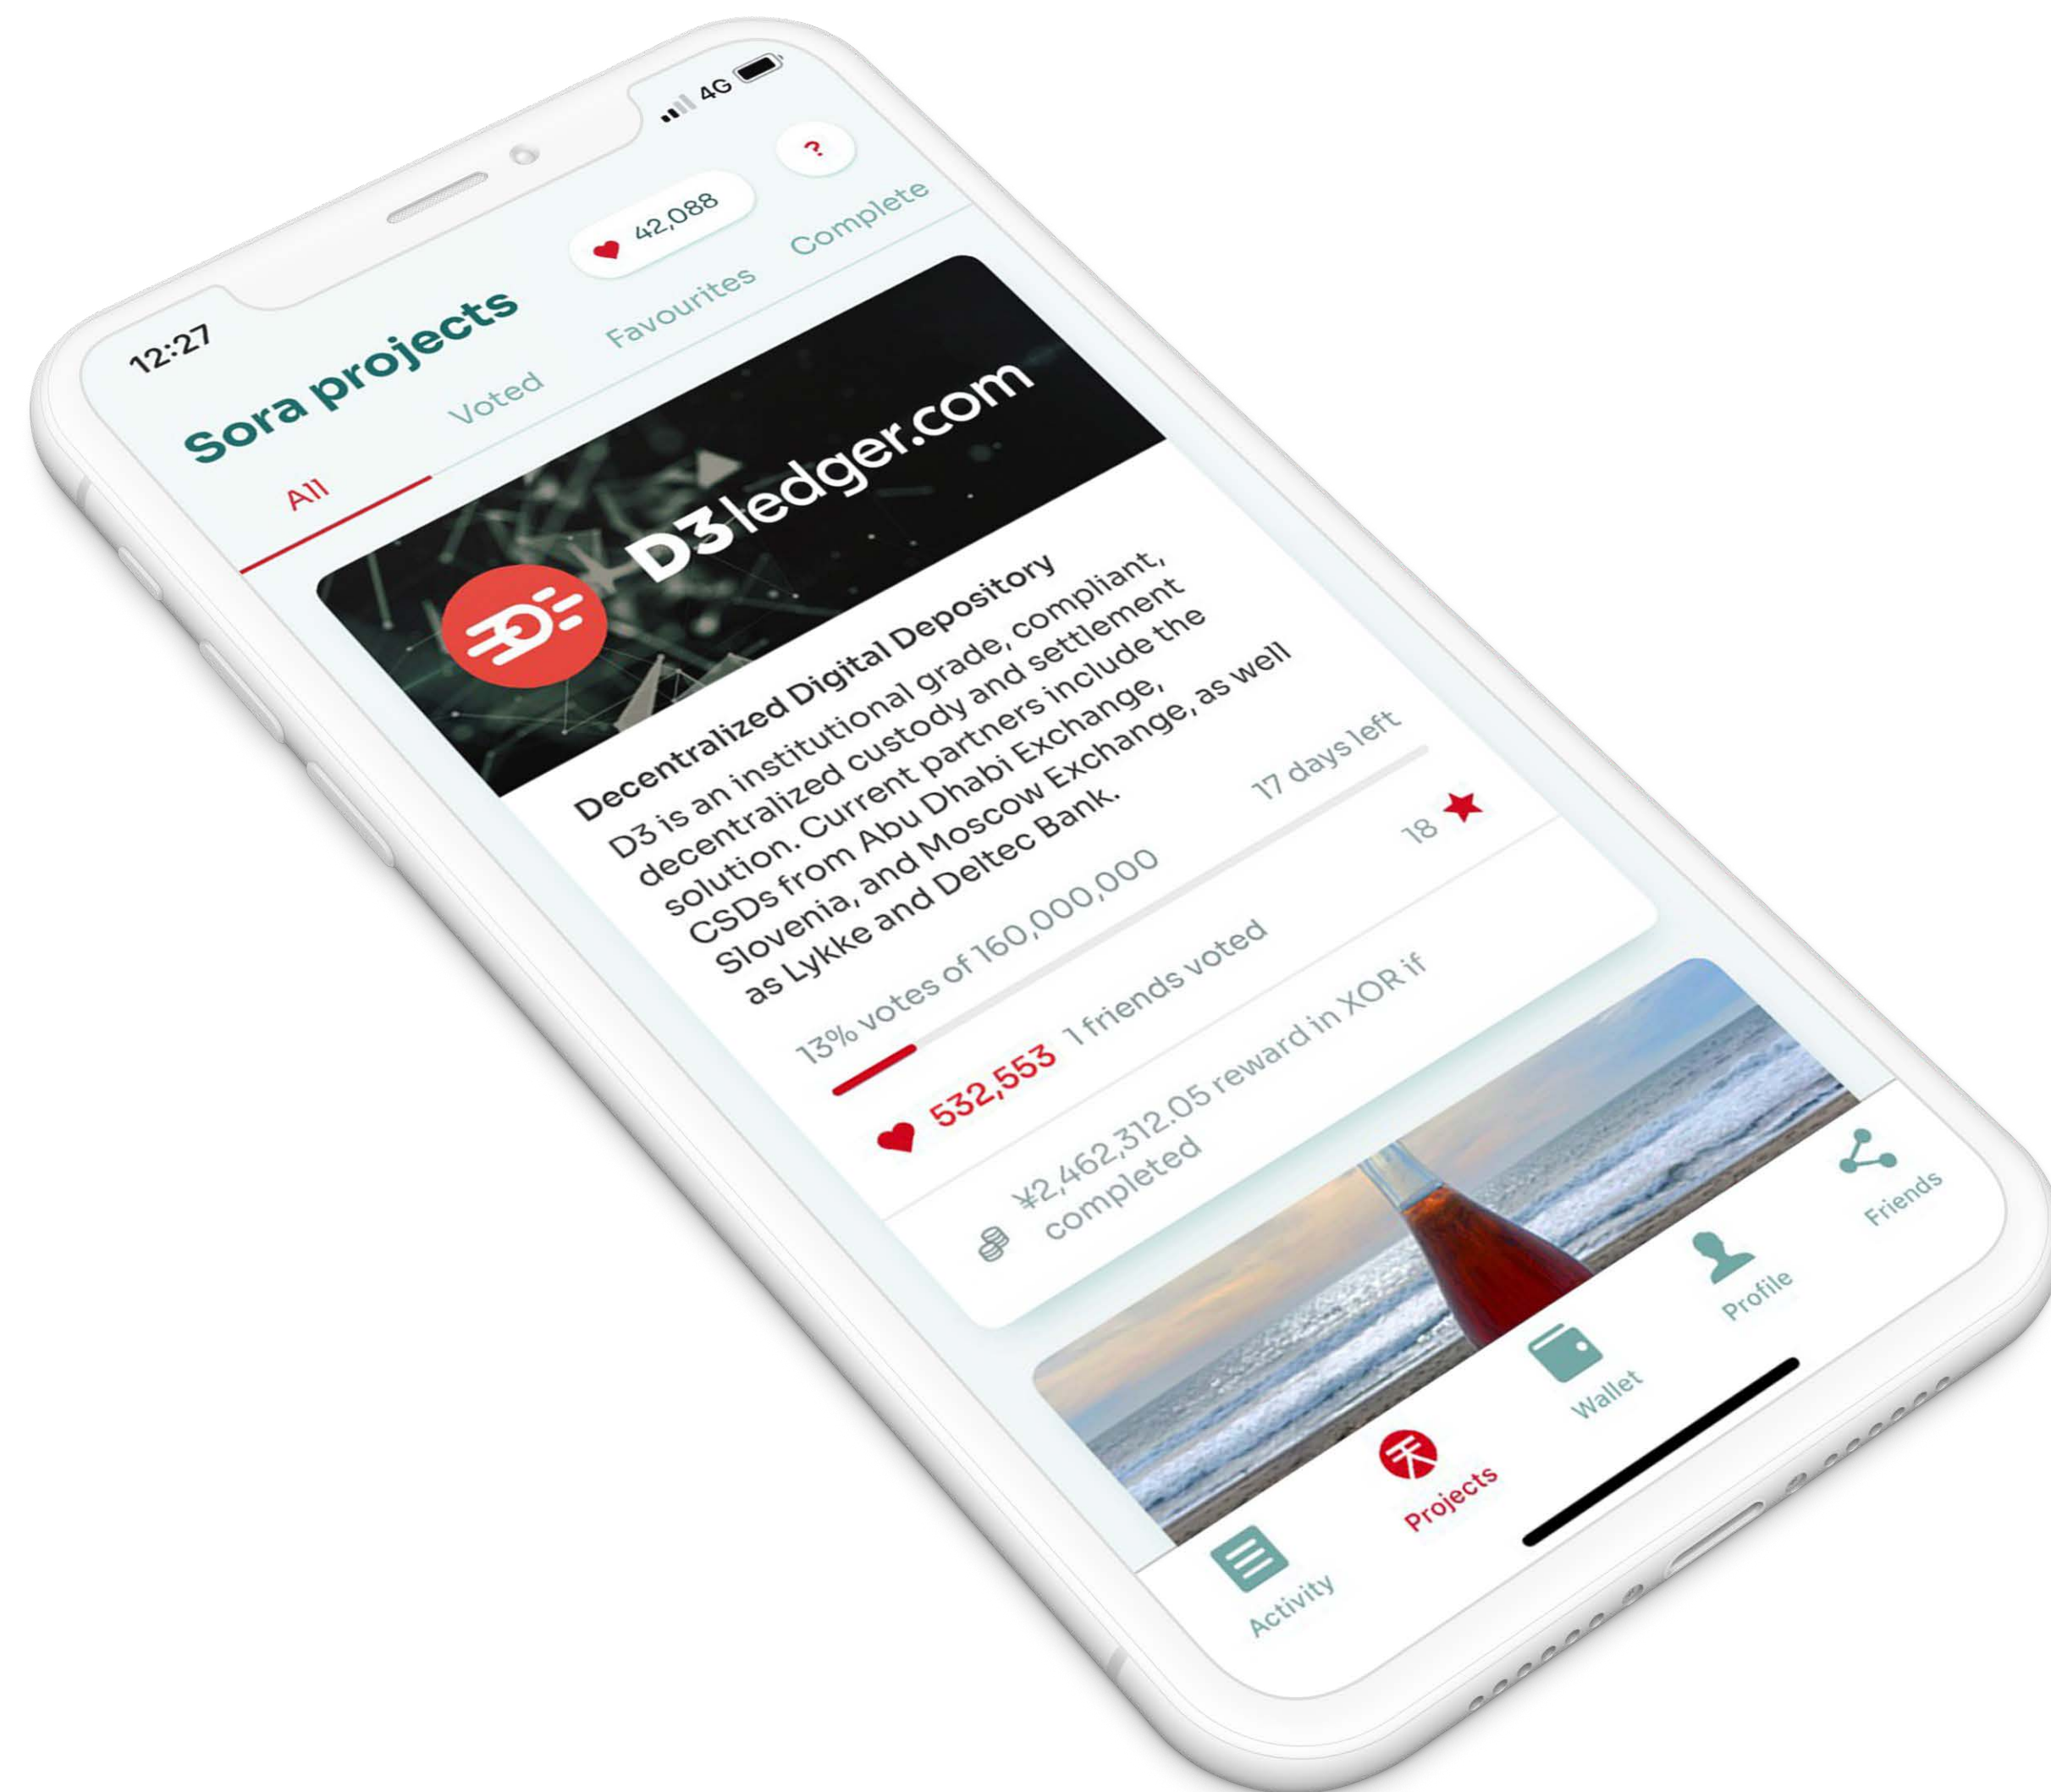 12:27
4G
Sora projects
42,088
?
All
Voted
Favourites
Complete
D3ledger.com
Decentralized Digital Depository
D3 is an institutional grade, compliant,
decentralized custody and settlement
solution. Current partners include the
CSDs from Abu Dhabi Exchange,
Slovenia, and Moscow Exchange, as well
as Lykke and Deltec Bank.
13% votes of 160,000,000
17 days left
532,553 1 friends voted
18
¥2,462,312.05 reward in XOR if
completed
Activity
Projects
Wallet
Profile
Friends